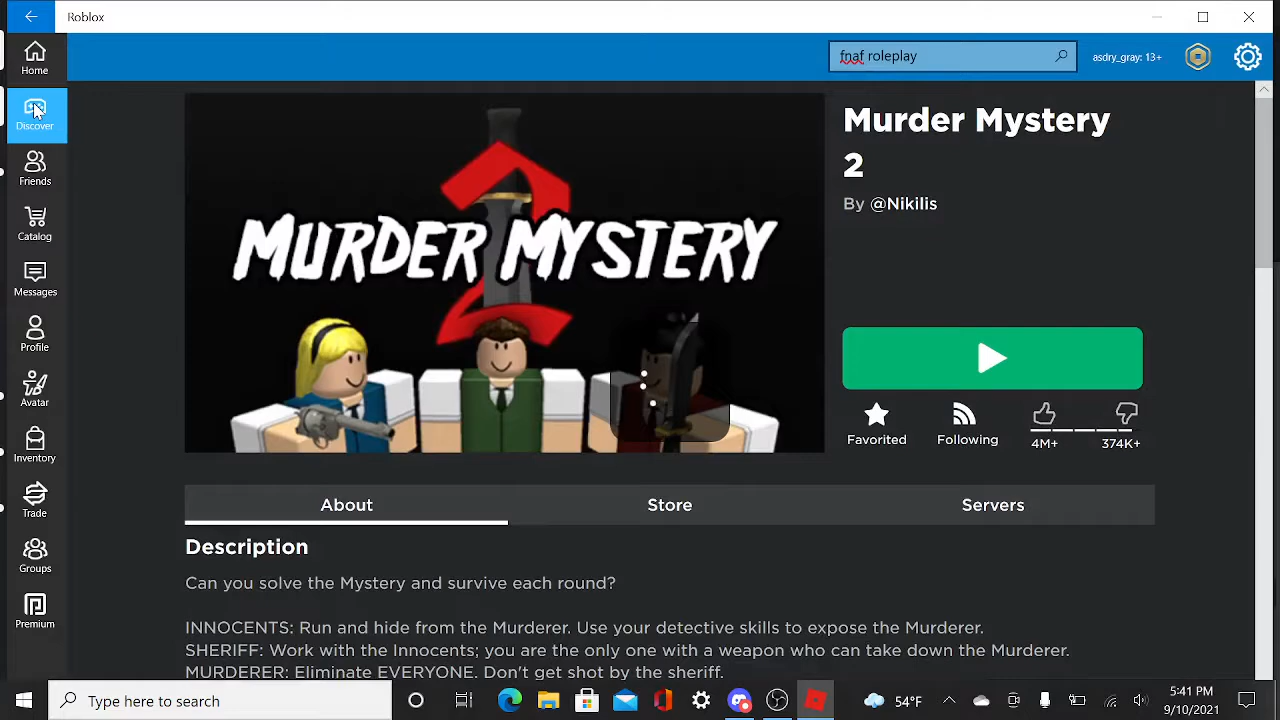 Roblox
Home
fnaf roleplay
asdry_gray: 13+
Discover
Friends
Catalog
Messages
Profile
Avatar
Inventory
Trade
Groups
Premium
MURDER MYSTERY
2
Murder Mystery
2
By @Nikilis
Favorited
Following
4M+
374K+
About
Store
Servers
Description
Can you solve the Mystery and survive each round?
INNOCENTS: Run and hide from the Murderer. Use your detective skills to expose the Murderer.
SHERIFF: Work with the Innocents; you are the only one with a weapon who can take down the Murderer.
MURDERER: Eliminate EVERYONE. Don't get shot by the sheriff.
Type here to search
54°F
5:41 PM
9/10/2021